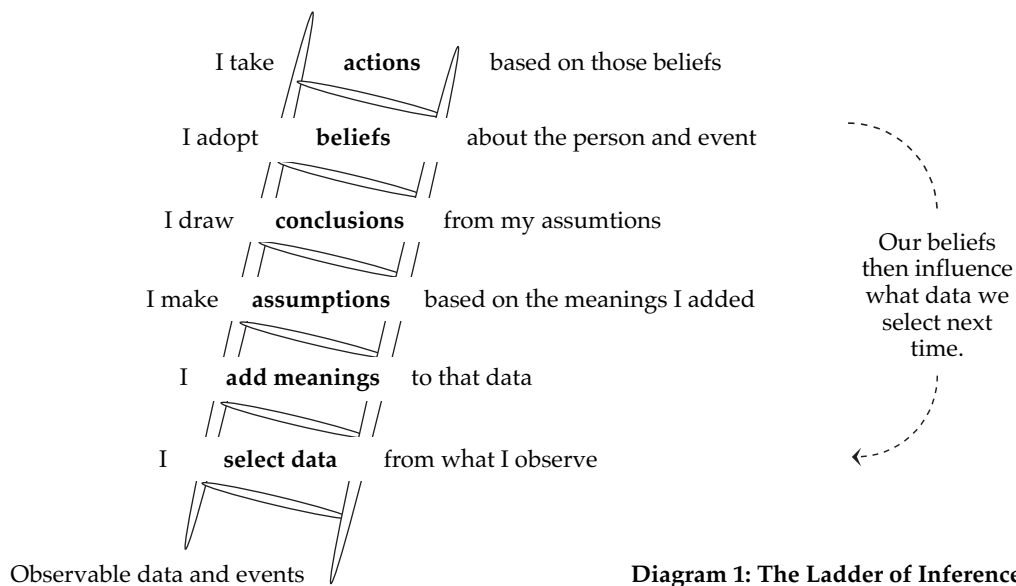 I take actions based on those beliefs
I adopt beliefs about the person and event
I draw conclusions from my assumtions
I make assumptions based on the meanings I added
I add meanings to that data
I select data from what I observe
Our beliefs
then influence
what data we
select next
time.
Observable data and events
Diagram 1: The Ladder of Inference